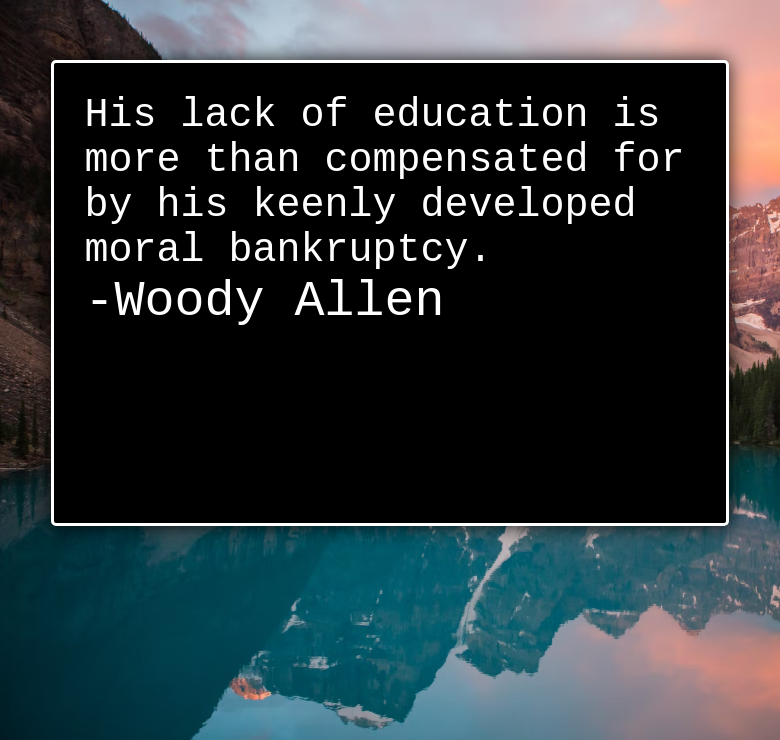 His lack of education is
more than compensated for
by his keenly developed
moral bankruptcy.
-Woody Allen